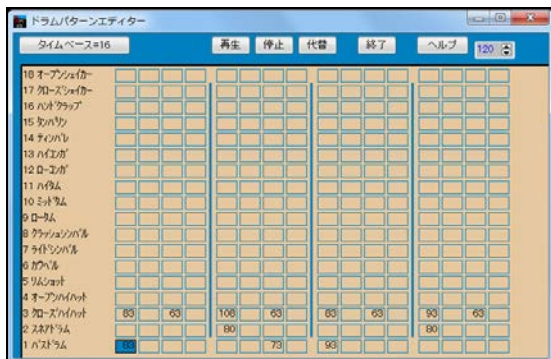 ドラムパターンエディター
タイムベース=16 再生 停止 代替 終了 ヘルプ 120
18 オープンシェイカー
17 クローズシェイカー
16 ハンドクラップ
15 タンバリン
14 ティンバレ
13 ハイコンガ
12 ローコンガ
11 ハイタム
10 ミッドタム
9 ロータム
8 クラッシュシンバル
7 ライドシンバル
6 カウベル
5 リムショット
4 オープンハイハット
3 クローズハイハット 83 63 108 63 83 63 93 63
2 スネアドラム 80 80
1 バスドラム 83 73 93